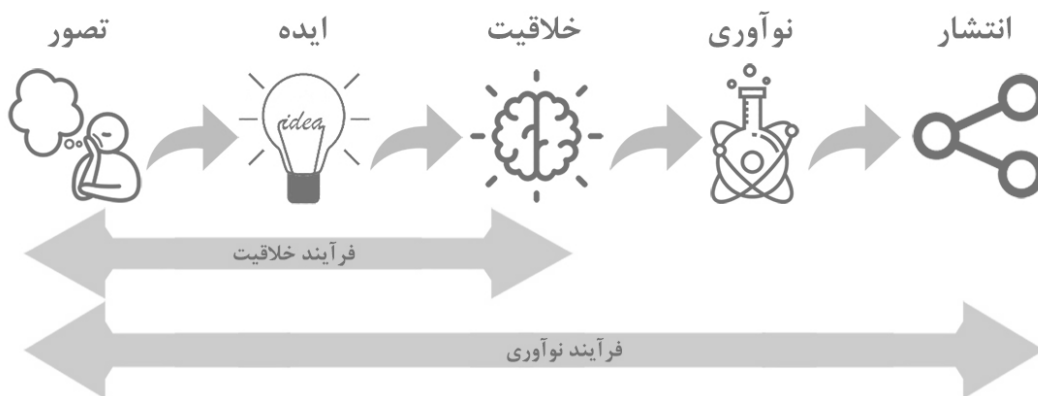 تصور
ایده
خلاقیت
نوآوری
انتشار
idea
فرآیند خلاقیت
فرآیند نوآوری